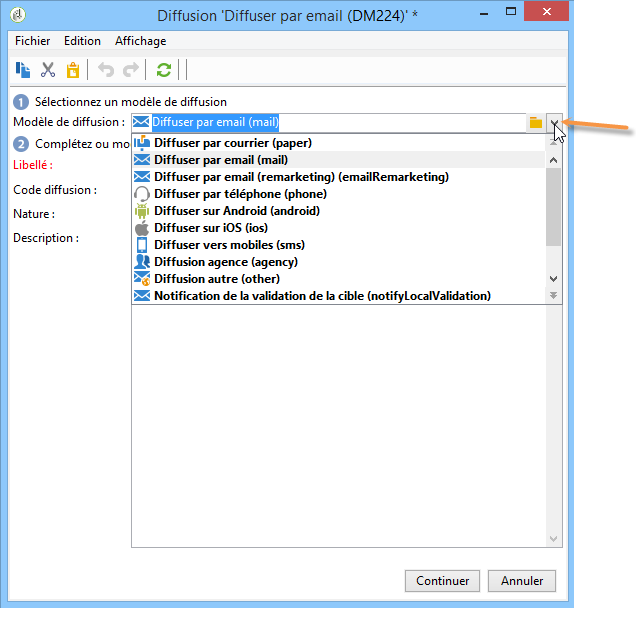 Diffusion 'Diffuser par email (DM224)' *
Fichier Edition Affichage
1 Sélectionnez un modèle de diffusion
Modèle de diffusion : Diffuser par email (mail)
2 Complétez ou mo
Libellé :
Code diffusion :
Nature :
Description :
Diffuser par courrier (paper)
Diffuser par email (mail)
Diffuser par email (remarketing) (emailRemarketing)
Diffuser par téléphone (phone)
Diffuser sur Android (android)
Diffuser sur iOS (ios)
Diffuser vers mobiles (sms)
Diffusion agence (agency)
Diffusion autre (other)
Notification de la validation de la cible (notifyLocalValidation)
Continuer Annuler